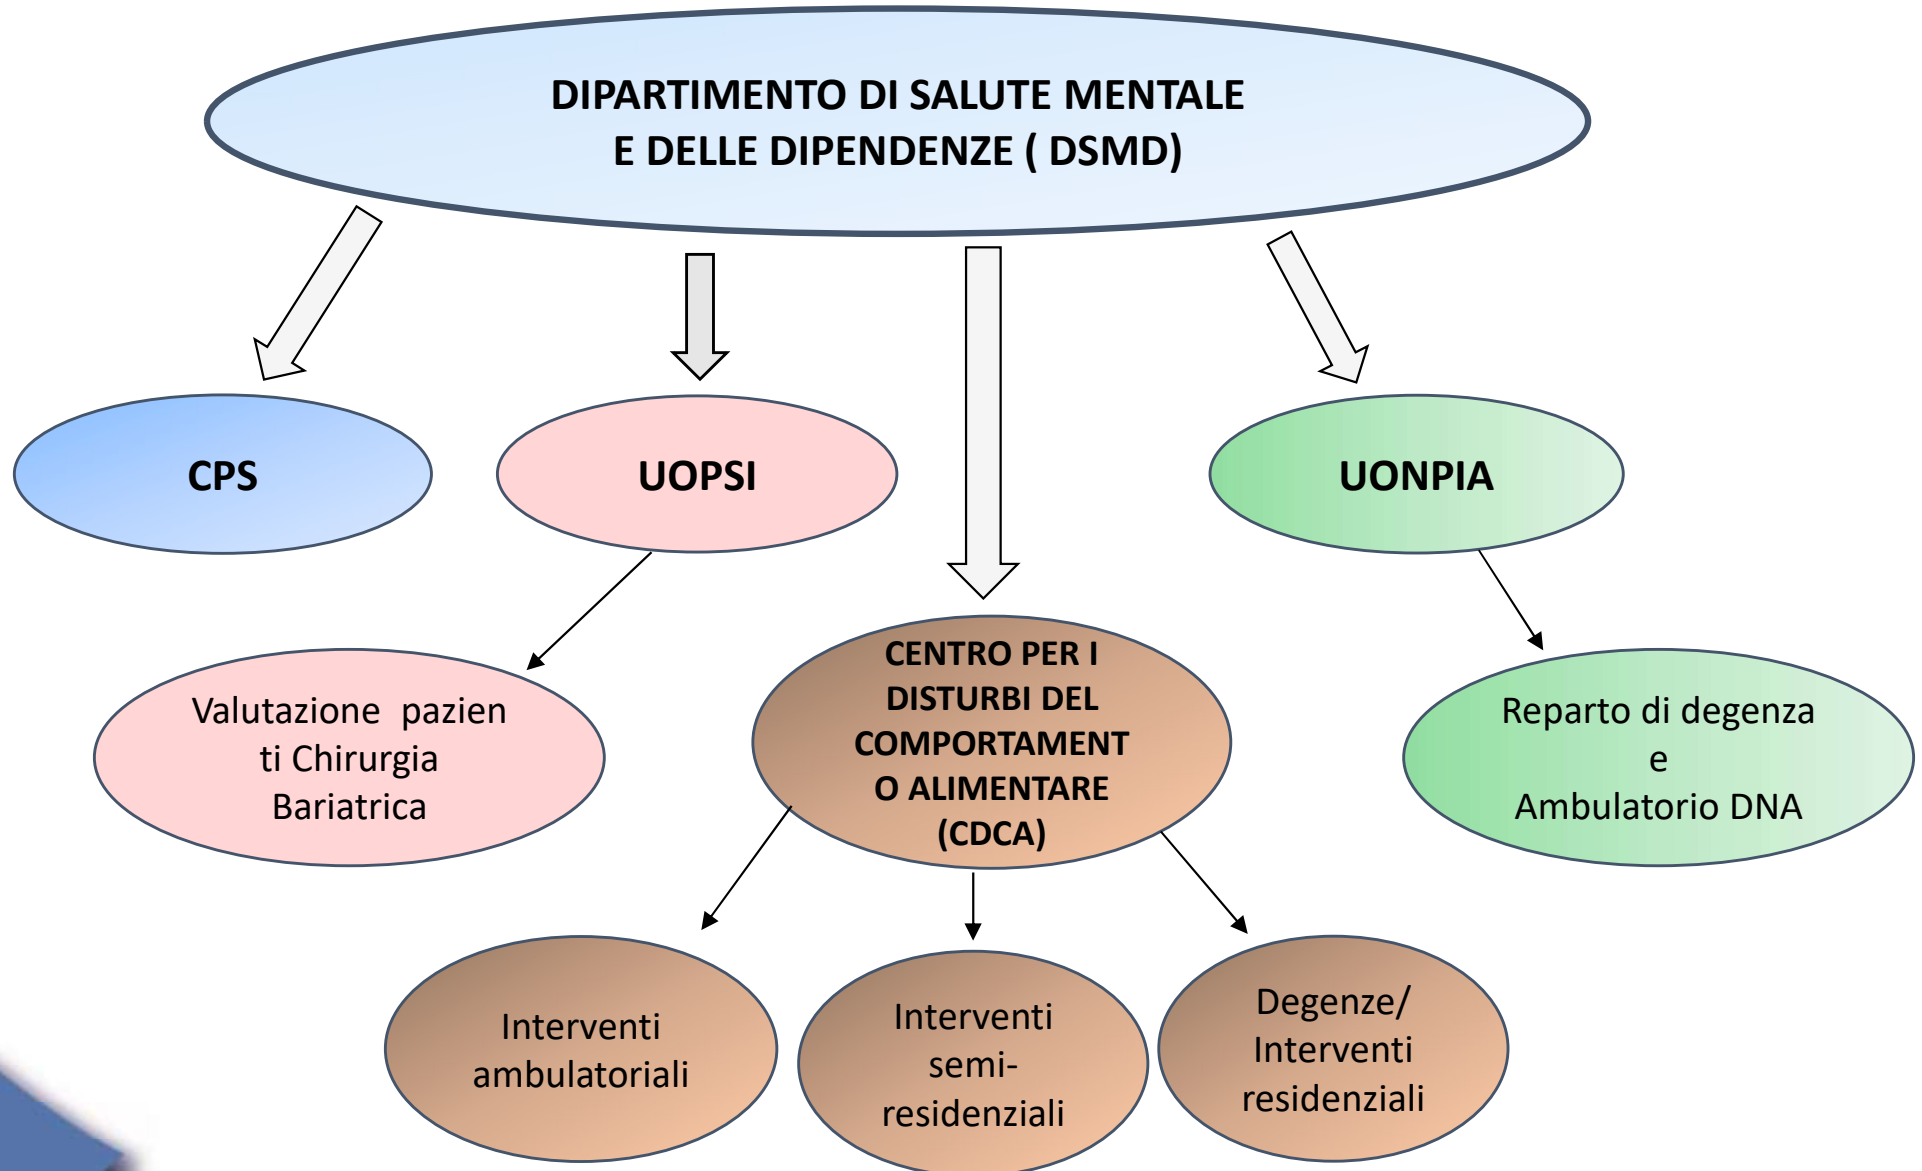 DIPARTIMENTO DI SALUTE MENTALE
E DELLE DIPENDENZE ( DSMD)
CPS
UOPSI
UONPIA
Valutazione pazien
ti Chirurgia
Bariatrica
CENTRO PER I
DISTURBI DEL
COMPORTAMENT
O ALIMENTARE
(CDCA)
Reparto di degenza
e
Ambulatorio DNA
Interventi
ambulatoriali
Interventi
semi-
residenziali
Degenze/
Interventi
residenziali